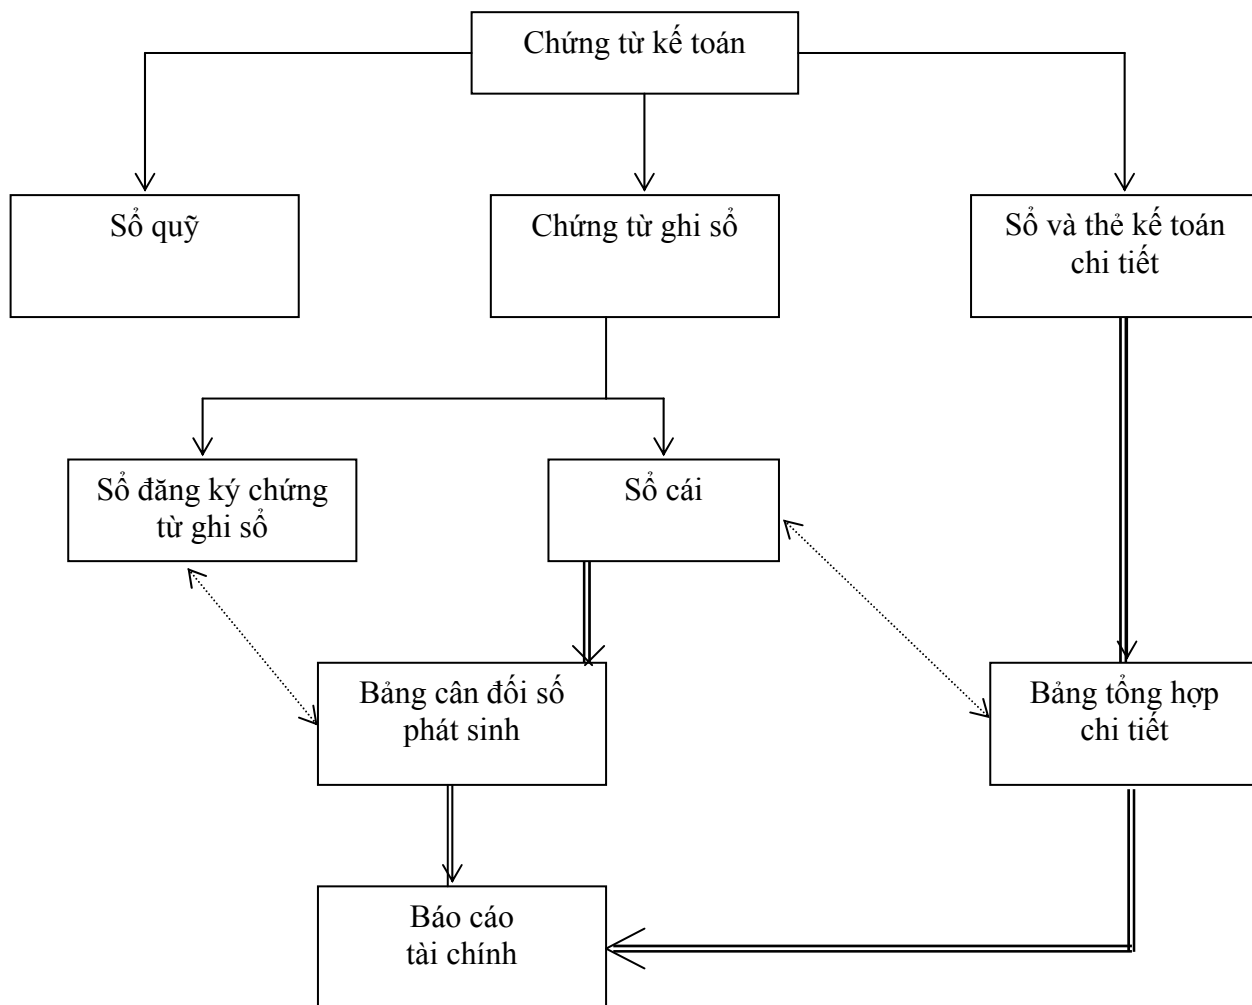 Chứng từ kế toán
Sổ quỹ
Chứng từ ghi sổ
Sổ và thẻ kế toán
chi tiết
Sổ đăng ký chứng
từ ghi sổ
Sổ cái
Bảng cân đối số
phát sinh
Bảng tổng hợp
chi tiết
Báo cáo
tài chính